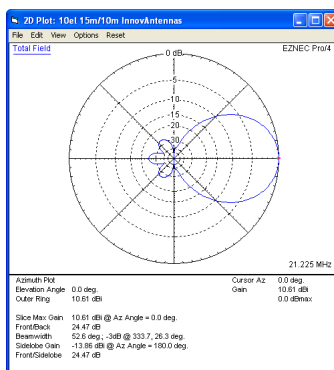 2D Plot: 10el 15m/10m InnovAntennas
File Edit View Options Reset
Total Field
EZNEC Pro/4
0 dB
-5
-10
-15
-20
-30
21.225 MHz
Azimuth Plot
Elevation Angle 0.0 deg.
Outer Ring 10.61 dBi
Cursor Az 0.0 deg.
Gain 10.61 dBi
0.0 dBmax
Slice Max Gain 10.61 dBi @ Az Angle = 0.0 deg.
Front/Back 24.47 dB
Beamwidth 52.6 deg.; -3dB @ 333.7, 26.3 deg.
Sidelobe Gain -13.86 dBi @ Az Angle = 180.0 deg.
Front/Sidelobe 24.47 dB